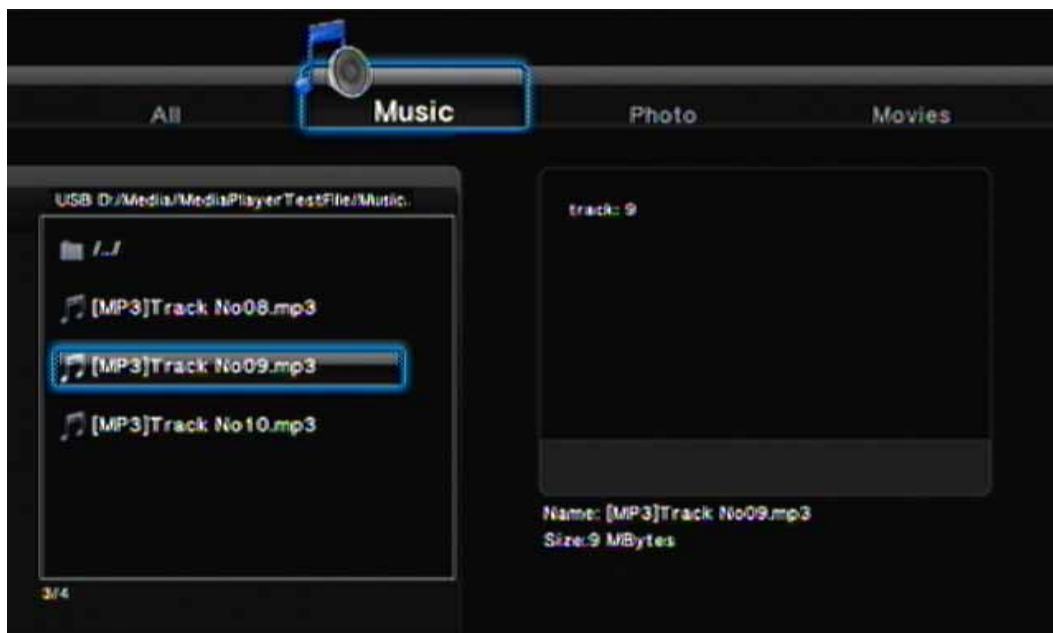 All
Music
Photo
Movies
USB D:/Media/MediaPlayerTestFile/Music.
/../
[MP3]Track No08.mp3
[MP3]Track No09.mp3
[MP3]Track No10.mp3
3/4
track: 9
Name: [MP3]Track No09.mp3
Size:9 MBytes